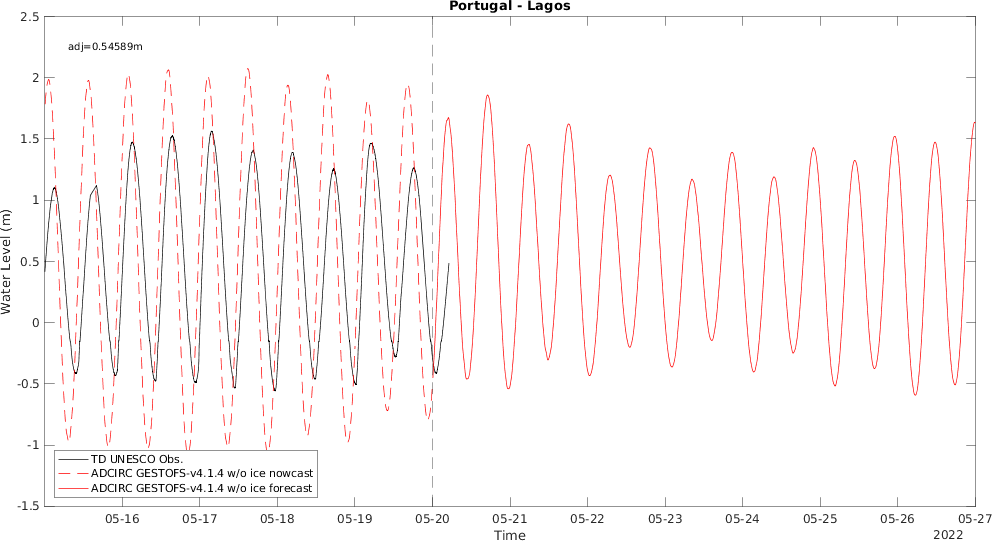 Portugal - Lagos
adj=0.54589m
2.5
2
1.5
1
0.5
0
-0.5
-1
-1.5
Water Level (m)
TD UNESCO Obs.
ADCIRC GESTOFS-v4.1.4 w/o ice nowcast
ADCIRC GESTOFS-v4.1.4 w/o ice forecast
05-16 05-17 05-18 05-19 05-20 05-21 05-22 05-23 05-24 05-25 05-26 05-27
Time
2022